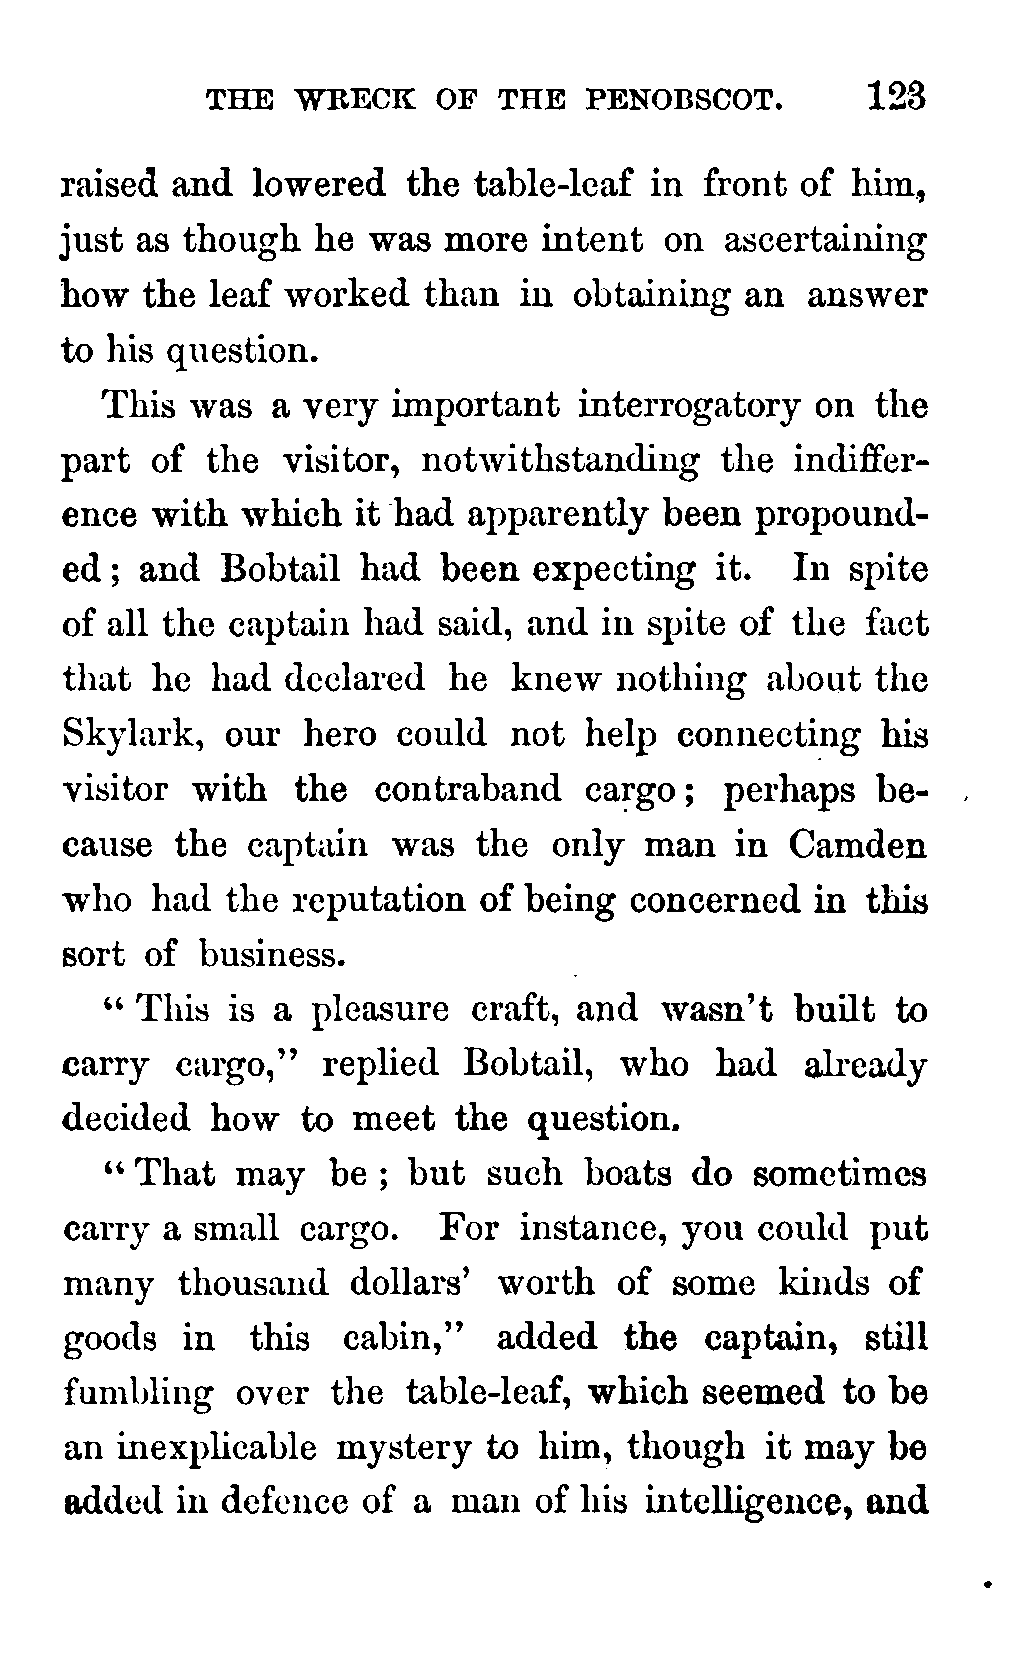 THE WRECK OF THE PENOBSCOT. 123
raised and lowered the table-leaf in front of him,
just as though he was more intent on ascertaining
how the leaf worked than in obtaining an answer
to his question.
This was a very important interrogatory on the
part of the visitor, notwithstanding the indiffer-
ence with which it had apparently been propound-
ed; and Bobtail had been expecting it. In spite
of all the captain had said, and in spite of the fact
that he had declared he knew nothing about the
Skylark, our hero could not help connecting his
visitor with the contraband cargo; perhaps be-
cause the captain was the only man in Camden
who had the reputation of being concerned in this
sort of business.
“This is a pleasure craft, and wasn’t built to
carry cargo,” replied Bobtail, who had already
decided how to meet the question.
“That may be; but such boats do sometimes
carry a small cargo. For instance, you could put
many thousand dollars’ worth of some kinds of
goods in this cabin,” added the captain, still
fumbling over the table-leaf, which seemed to be
an inexplicable mystery to him, though it may be
added in defence of a man of his intelligence, and